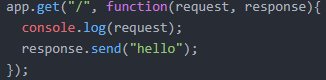 app.get("/", function(request, response){
  console.log(request);
  response.send("hello");
});